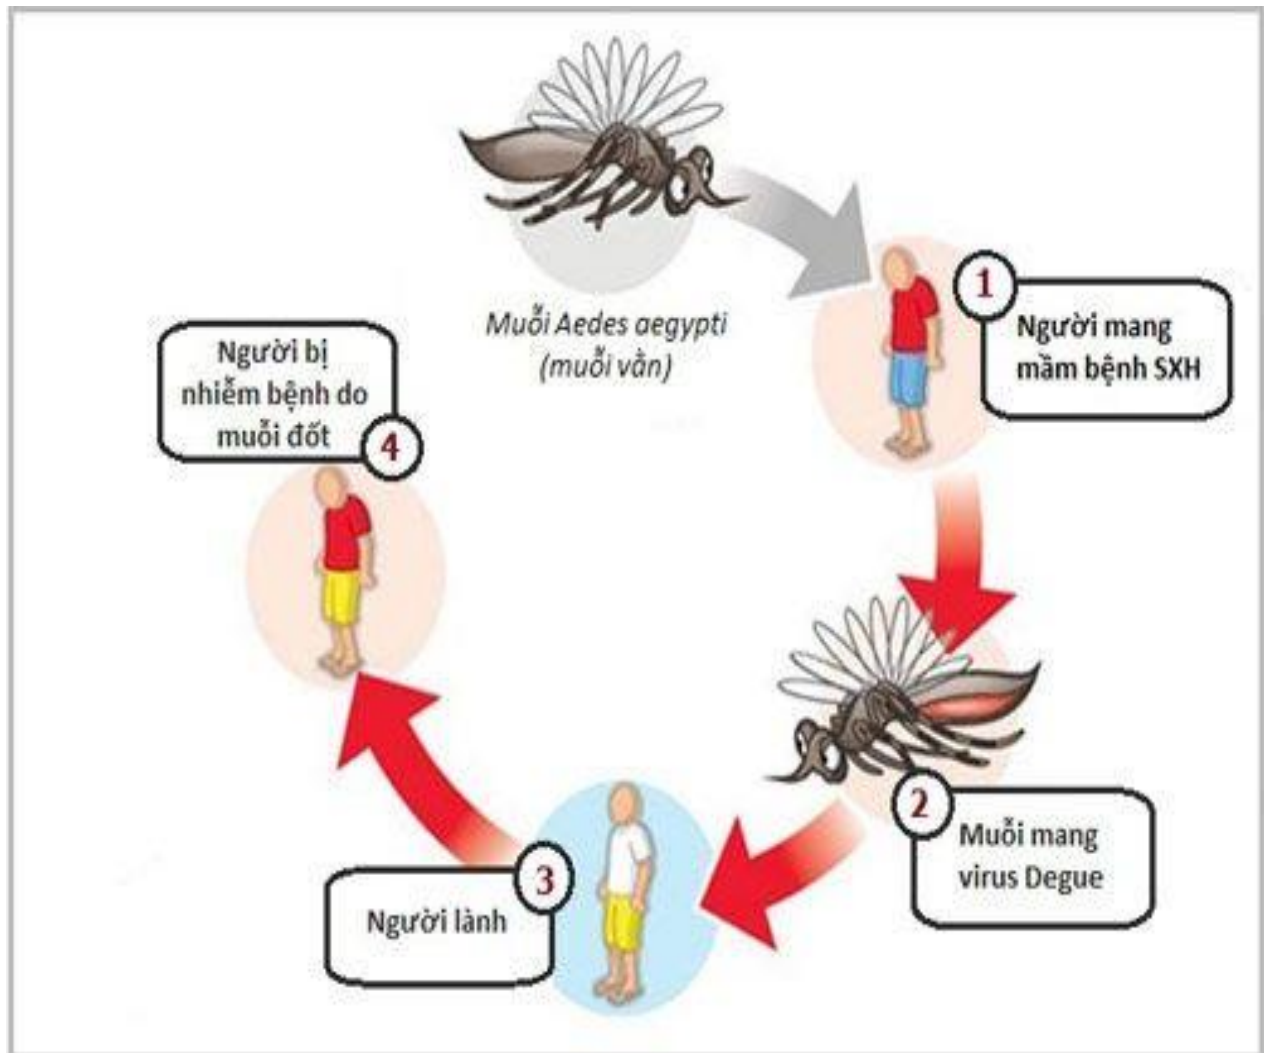 Muỗi Aedes aegypti
(muỗi vằn)
1
Người mang
mầm bệnh SXH
2
Muỗi mang
virus Degue
3
Người lành
4
Người bị
nhiễm bệnh do
muỗi đốt